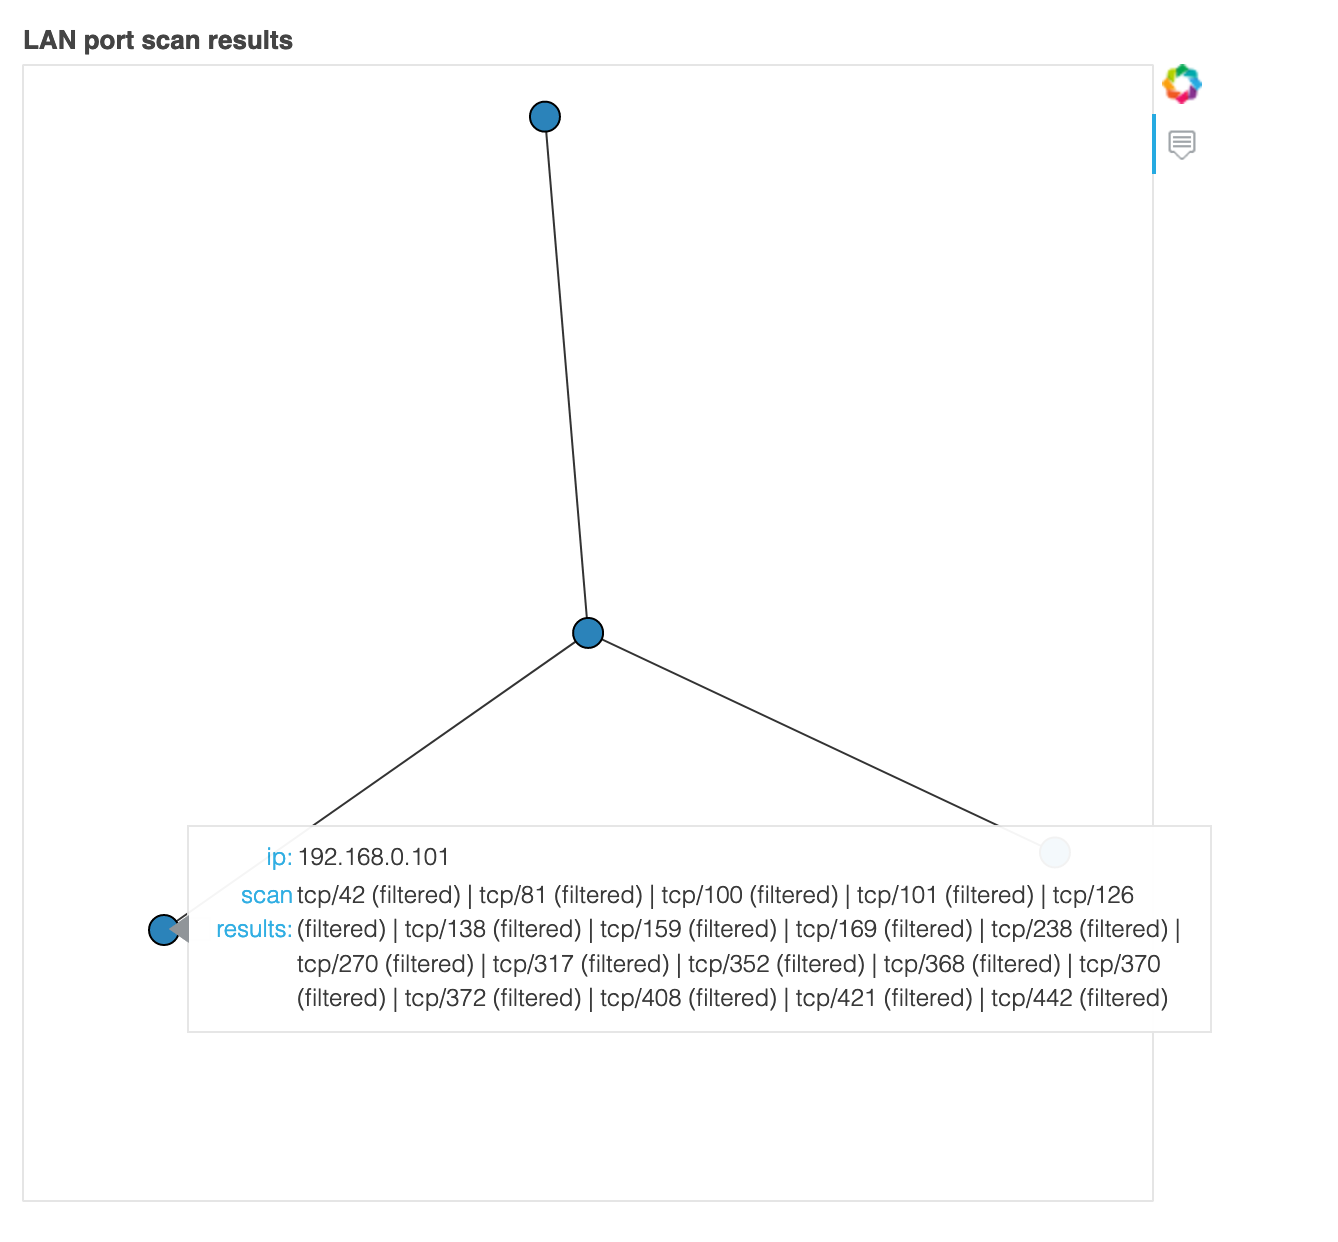 LAN port scan results
ip: 192.168.0.101
scan tcp/42 (filtered) | tcp/81 (filtered) | tcp/100 (filtered) | tcp/101 (filtered) | tcp/126
results: (filtered) | tcp/138 (filtered) | tcp/159 (filtered) | tcp/169 (filtered) | tcp/238 (filtered) |
tcp/270 (filtered) | tcp/317 (filtered) | tcp/352 (filtered) | tcp/368 (filtered) | tcp/370
(filtered) | tcp/372 (filtered) | tcp/408 (filtered) | tcp/421 (filtered) | tcp/442 (filtered)